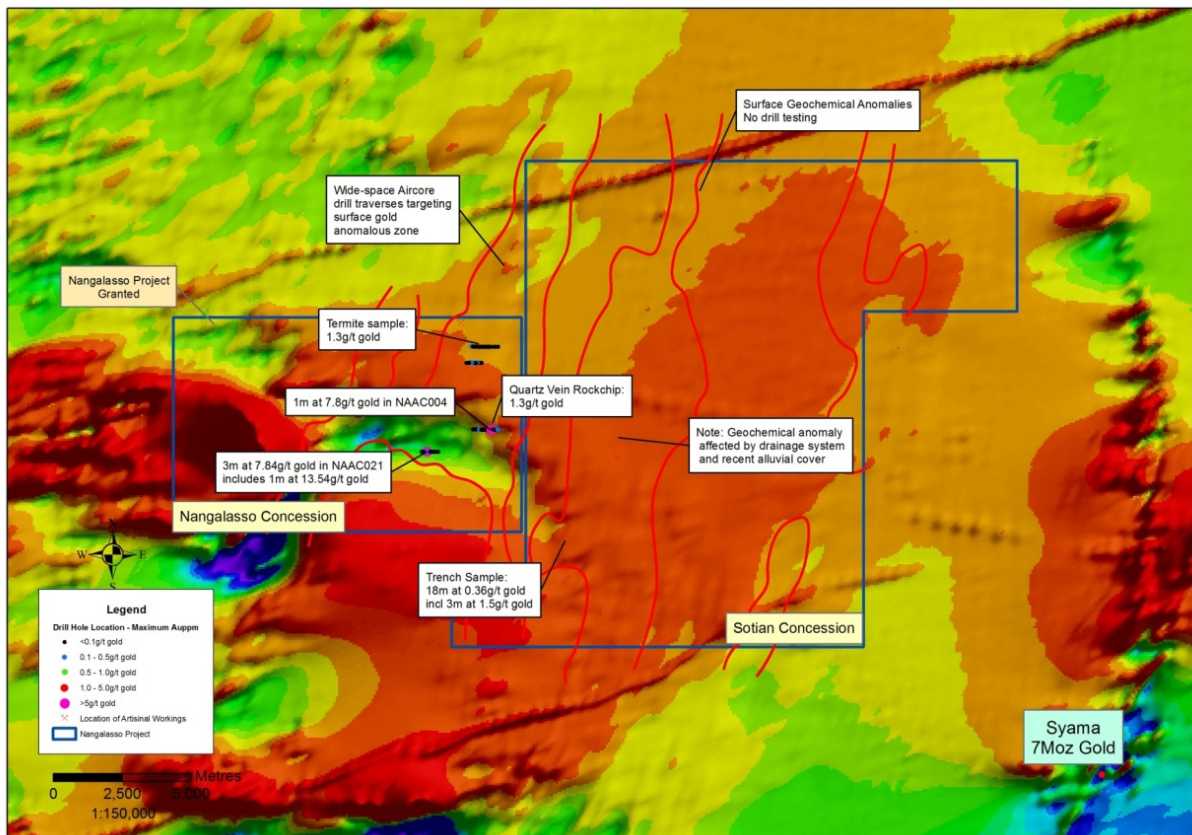 Surface Geochemical Anomalies
No drill testing
Wide-space Aircore
drill traverses targeting
surface gold
anomalous zone
Nangalasso Project
Granted
Termite sample:
1.3g/t gold
Quartz Vein Rockchip:
1.3g/t gold
1m at 7.8g/t gold in NAAC004
Note: Geochemical anomaly
affected by drainage system
and recent alluvial cover
3m at 7.84g/t gold in NAAC021
includes 1m at 13.54g/t gold
Nangalasso Concession
N
W E
S
Trench Sample:
18m at 0.36g/t gold
incl 3m at 1.5g/t gold
Sotian Concession
Legend
Drill Hole Location - Maximum Auppm
<0.1g/t gold
0.1 - 0.5g/t gold
0.5 - 1.0g/t gold
1.0 - 5.0g/t gold
>5g/t gold
Location of Artisinal Workings
Nangalasso Project
Syama
7Moz Gold
Metres
0 2,500 5,000
1:150,000